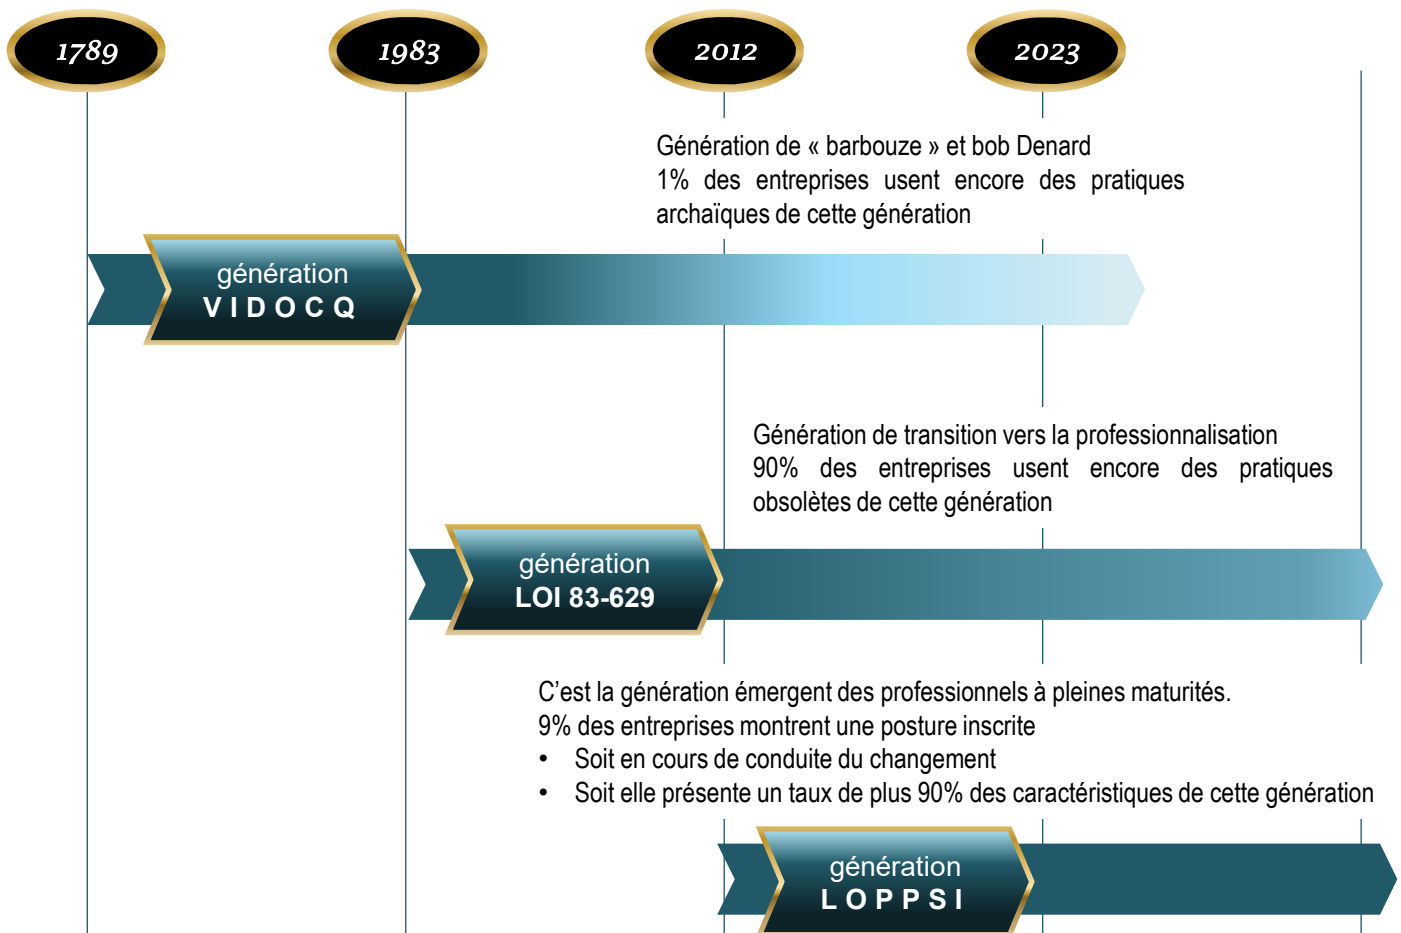 1789
1983
2012
2023
Génération de « barbouze » et bob Denard
1% des entreprises usent encore des pratiques
archaïques de cette génération
génération
VIDOCQ
Génération de transition vers la professionnalisation
90% des entreprises usent encore des pratiques
obsolètes de cette génération
génération
LOI 83-629
C’est la génération émergent des professionnels à pleines maturités.
9% des entreprises montrent une posture inscrite
• Soit en cours de conduite du changement
• Soit elle présente un taux de plus 90% des caractéristiques de cette génération
génération
LOPPSI